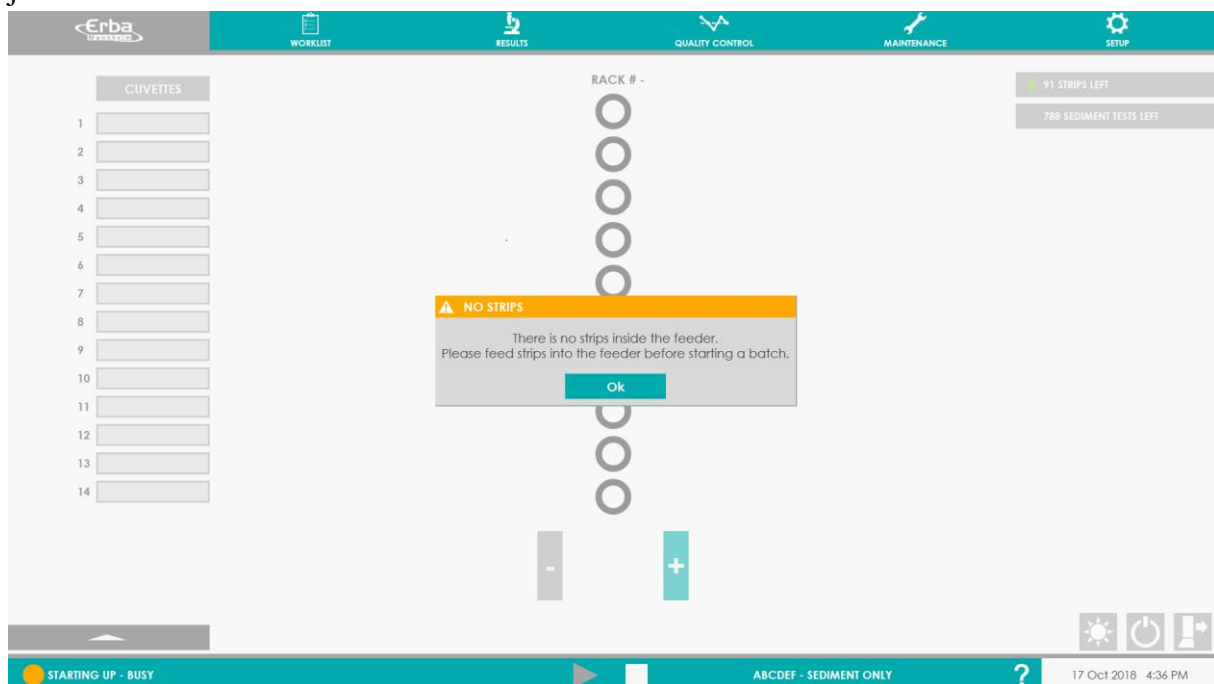 j
Erba
Mannheim
WORKLIST
RESULTS
QUALITY CONTROL
MAINTENANCE
SETUP
CUVETTES
RACK # -
91 STRIPS LEFT
788 SEDIMENT TESTS LEFT
1
2
3
4
5
6
7
8
9
10
11
12
13
14
NO STRIPS
There is no strips inside the feeder.
Please feed strips into the feeder before starting a batch.
Ok
-
+
STARTING UP - BUSY
ABCDEF - SEDIMENT ONLY
?
17 Oct 2018 4:36 PM